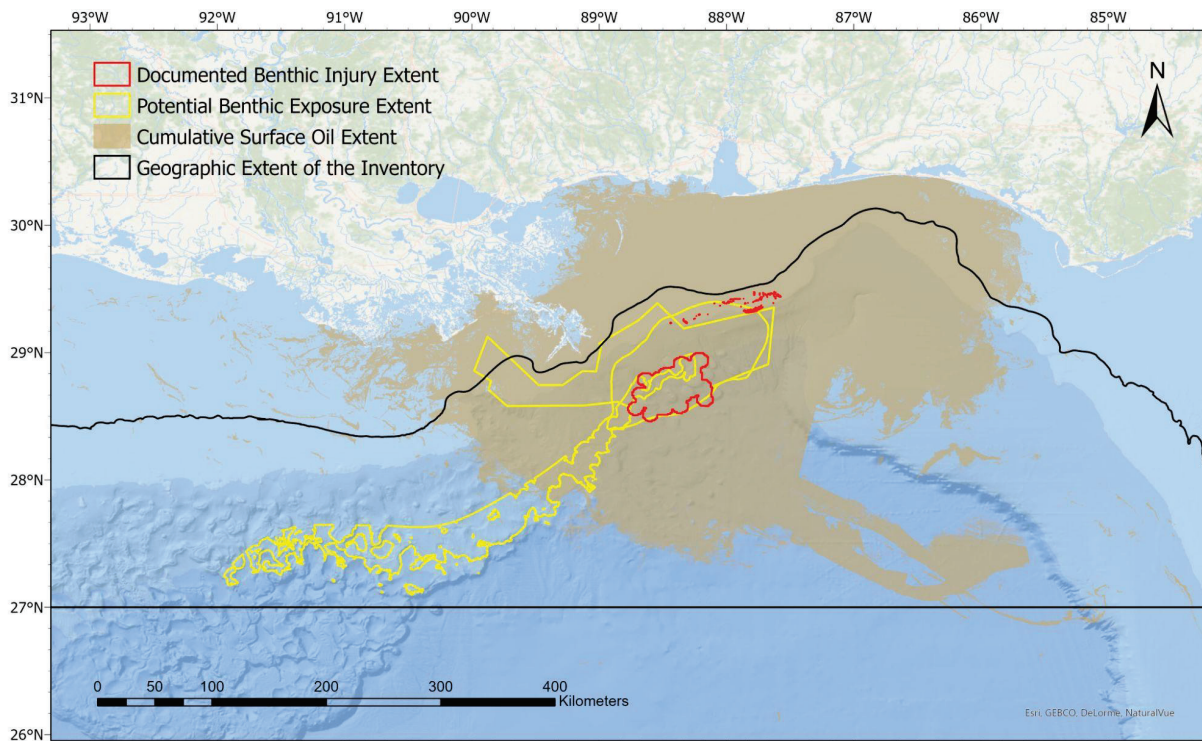 93°W 92°W 91°W 90°W 89°W 88°W 87°W 86°W 85°W
31°N
30°N
29°N
28°N
27°N
26°N
Documented Benthic Injury Extent
Potential Benthic Exposure Extent
Cumulative Surface Oil Extent
Geographic Extent of the Inventory
N
0 50 100 200 300 400
Kilometers
Esri, GEBCO, DeLorme, NaturalVue